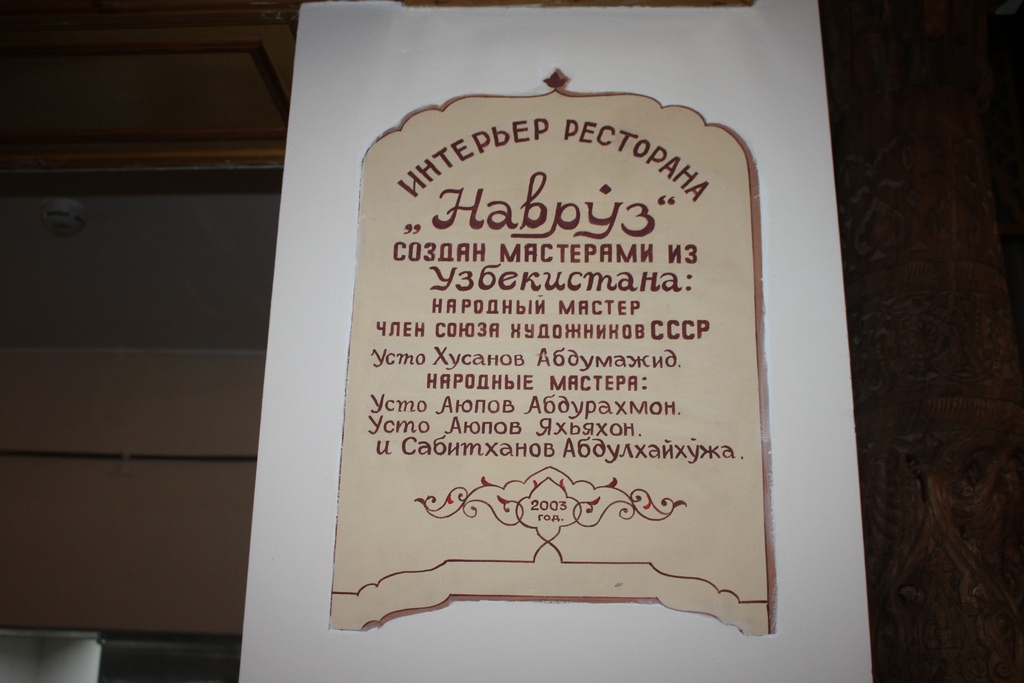 ИНТЕРЬЕР РЕСТОРАНА
„Наврўз“
СОЗДАН МАСТЕРАМИ ИЗ
Узбекистана:
НАРОДНЫЙ МАСТЕР
ЧЛЕН СОЮЗА ХУДОЖНИКОВ СССР
Усто Хусанов Абдумажид.
НАРОДНЫЕ МАСТЕРА:
Усто Аюпов Абдурахмон.
Усто Аюпов Яхьяхон.
и Сабитханов Абдулхайхўжа.
2003
год.